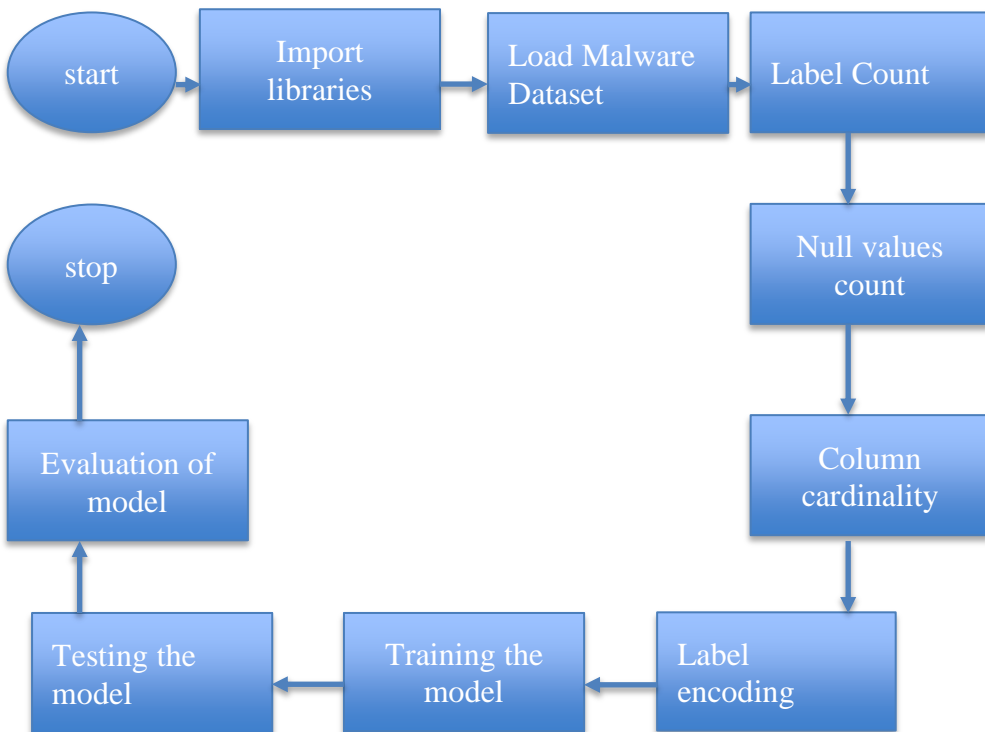 start
Import
libraries
Load Malware
Dataset
Label Count
Null values
count
Column
cardinality
Label
encoding
Training the
model
Testing the
model
Evaluation of
model
stop